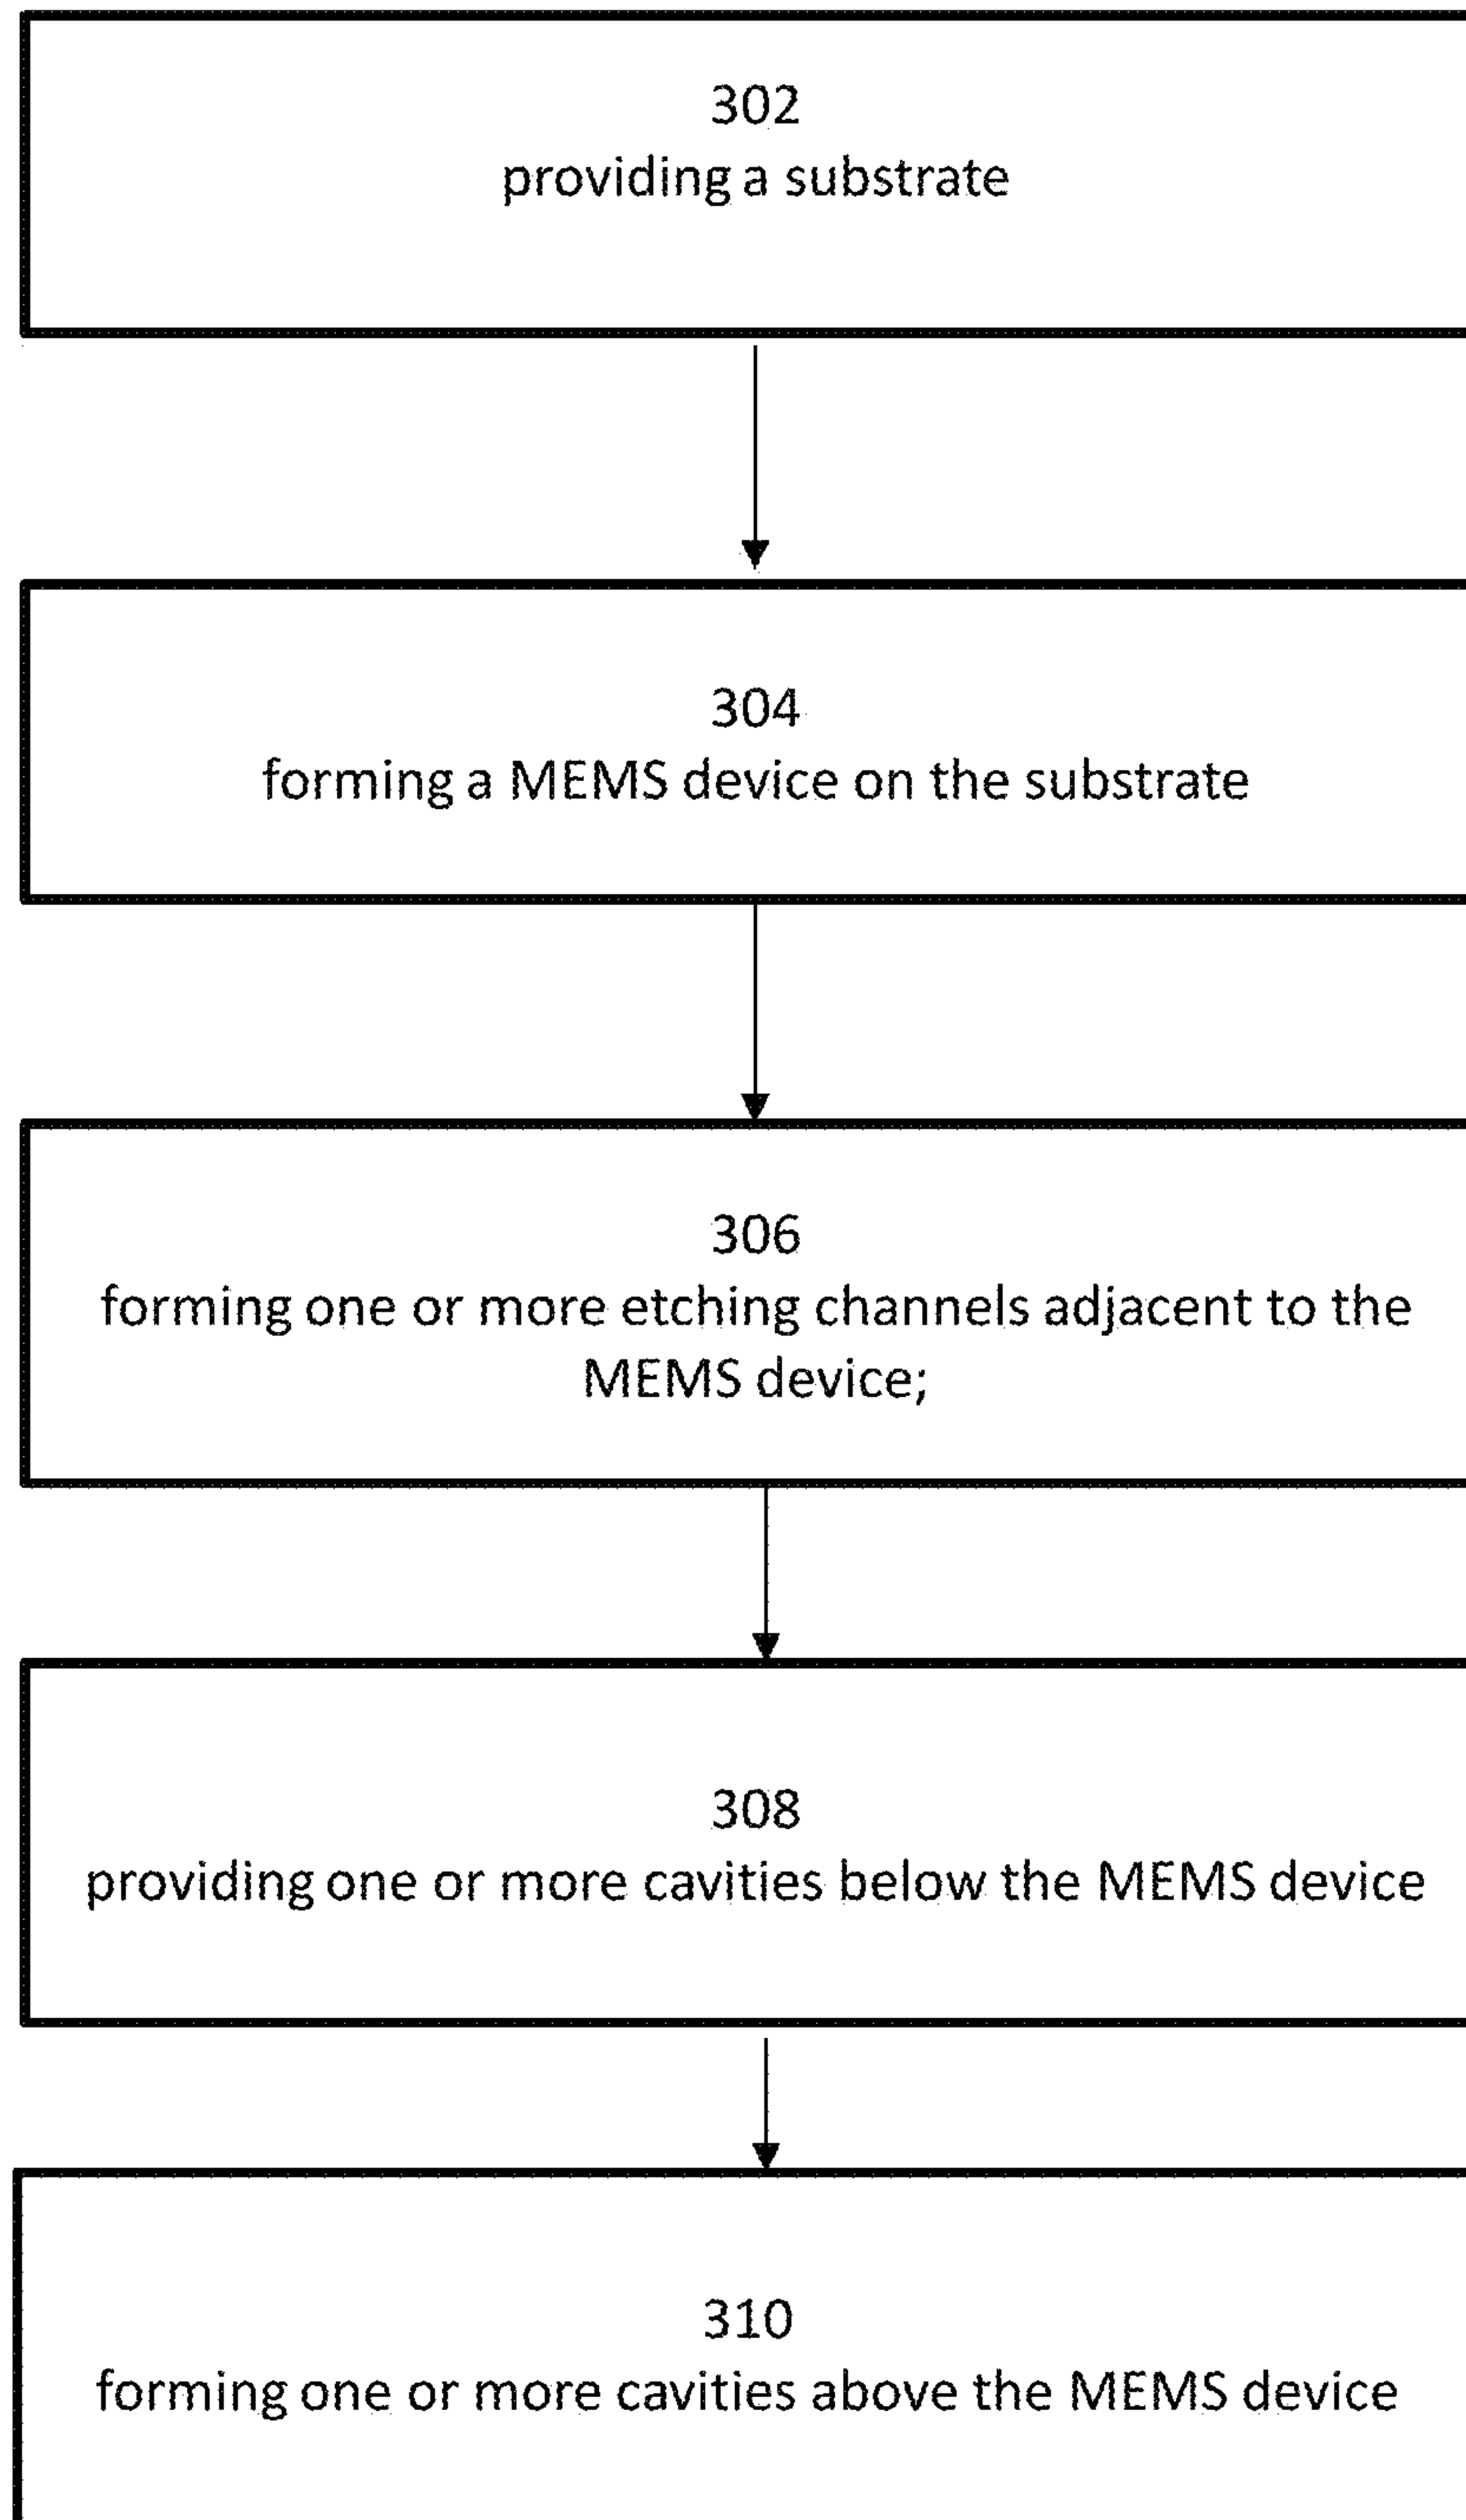 302
providing a substrate
304
forming a MEMS device on the substrate
306
forming one or more etching channels adjacent to the
MEMS device;
308
providing one or more cavities below the MEMS device
310
forming one or more cavities above the MEMS device